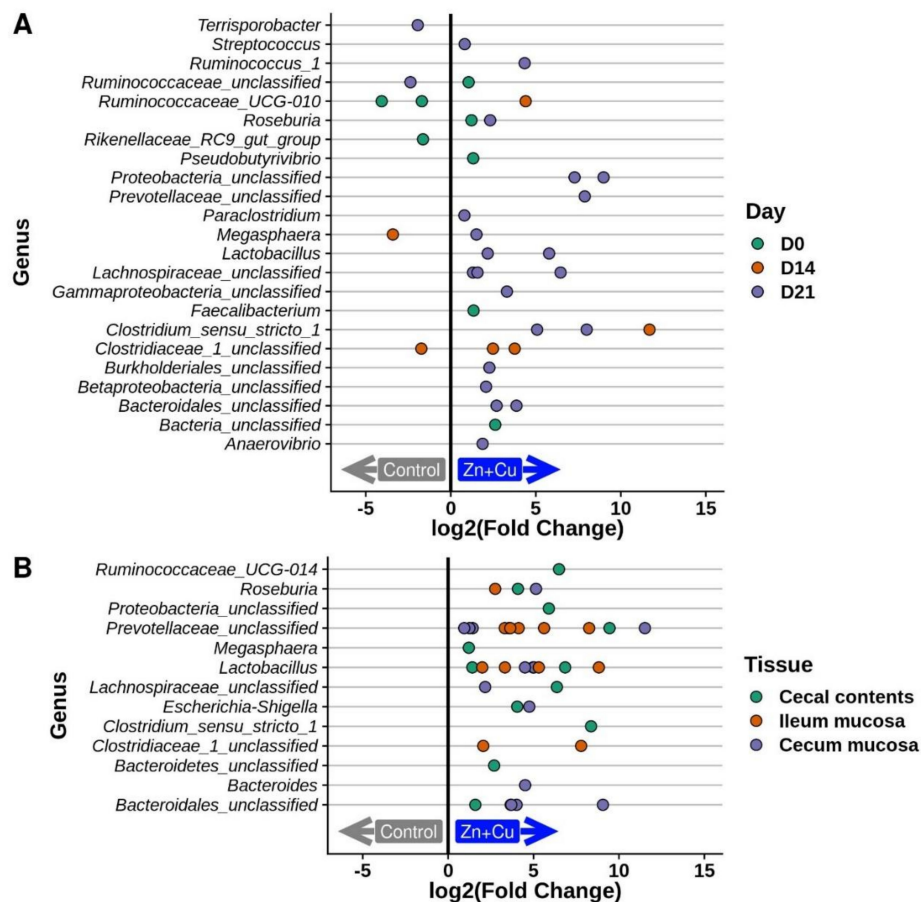 A
Terrisporobacter
Streptococcus
Ruminococcus_1
Ruminococcaceae_unclassified
Ruminococcaceae_UCG-010
Roseburia
Rikenellaceae_RC9_gut_group
Pseudobutyrivibrio
Proteobacteria_unclassified
Prevotellaceae_unclassified
Paraclostridium
Megasphaera
Lactobacillus
Lachnospiraceae_unclassified
Gammaproteobacteria_unclassified
Faecalibacterium
Clostridium_sensu_stricto_1
Clostridiaceae_1_unclassified
Burkholderiales_unclassified
Betaproteobacteria_unclassified
Bacteroidales_unclassified
Bacteria_unclassified
Anaerovibrio
Genus
Control
Zn+Cu
-5 0 5 10 15
log2(Fold Change)
Day
D0
D14
D21
B
Ruminococcaceae_UCG-014
Roseburia
Proteobacteria_unclassified
Prevotellaceae_unclassified
Megasphaera
Lactobacillus
Lachnospiraceae_unclassified
Escherichia-Shigella
Clostridium_sensu_stricto_1
Clostridiaceae_1_unclassified
Bacteroidetes_unclassified
Bacteroides
Bacteroidales_unclassified
Genus
Control
Zn+Cu
-5 0 5 10 15
log2(Fold Change)
Tissue
Cecal contents
Ileum mucosa
Cecum mucosa